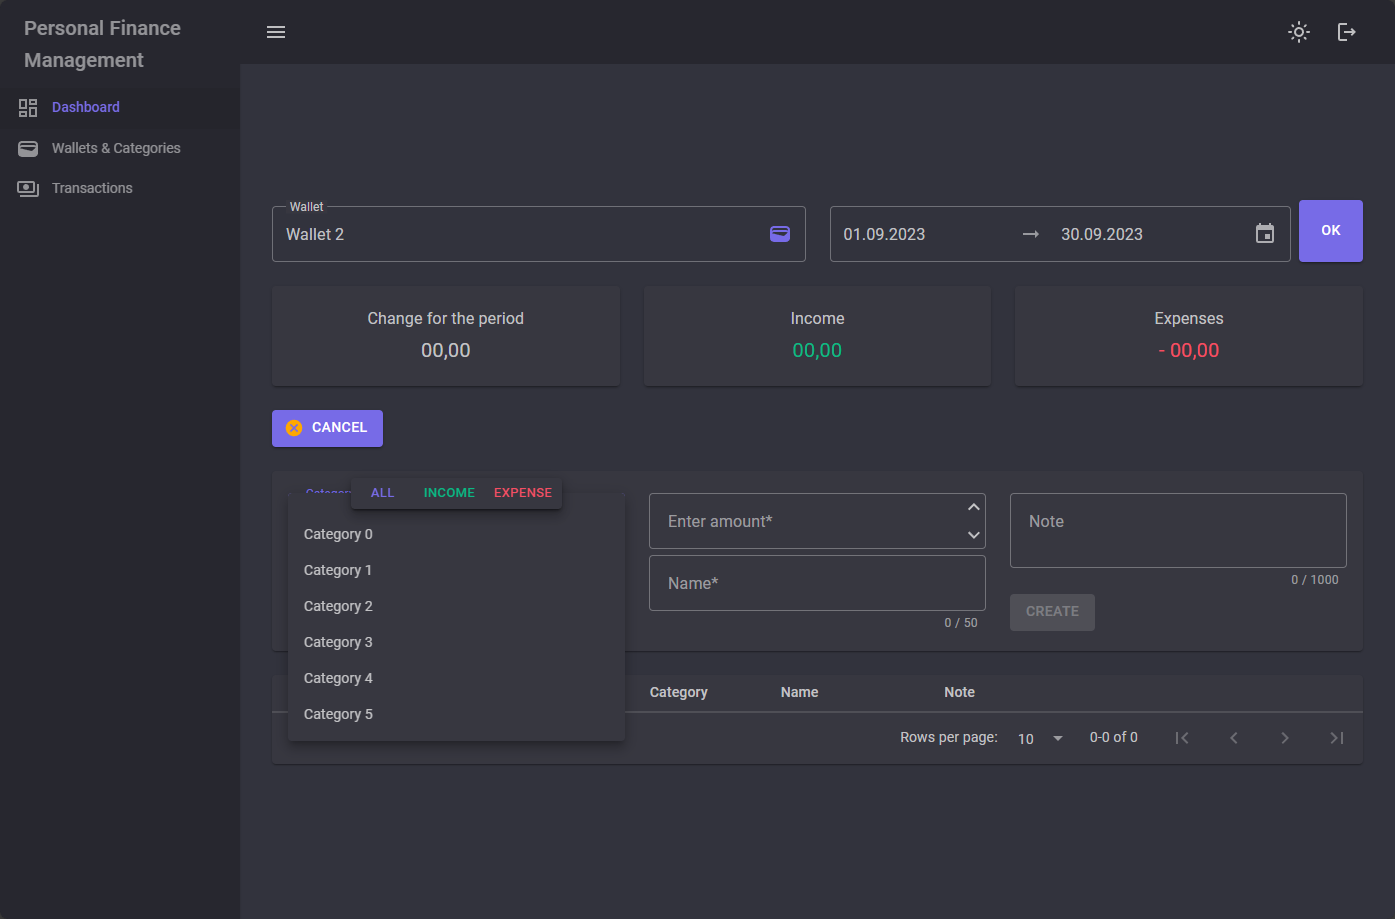 Personal Finance
Management
Dashboard
Wallets & Categories
Transactions
Wallet
Wallet 2
01.09.2023
30.09.2023
OK
Change for the period
00,00
Income
00,00
Expenses
- 00,00
CANCEL
Category
ALL
INCOME
EXPENSE
Category 0
Category 1
Category 2
Category 3
Category 4
Category 5
Enter amount*
Name*
0 / 50
Note
0 / 1000
CREATE
Category
Name
Note
Rows per page:
10
0-0 of 0